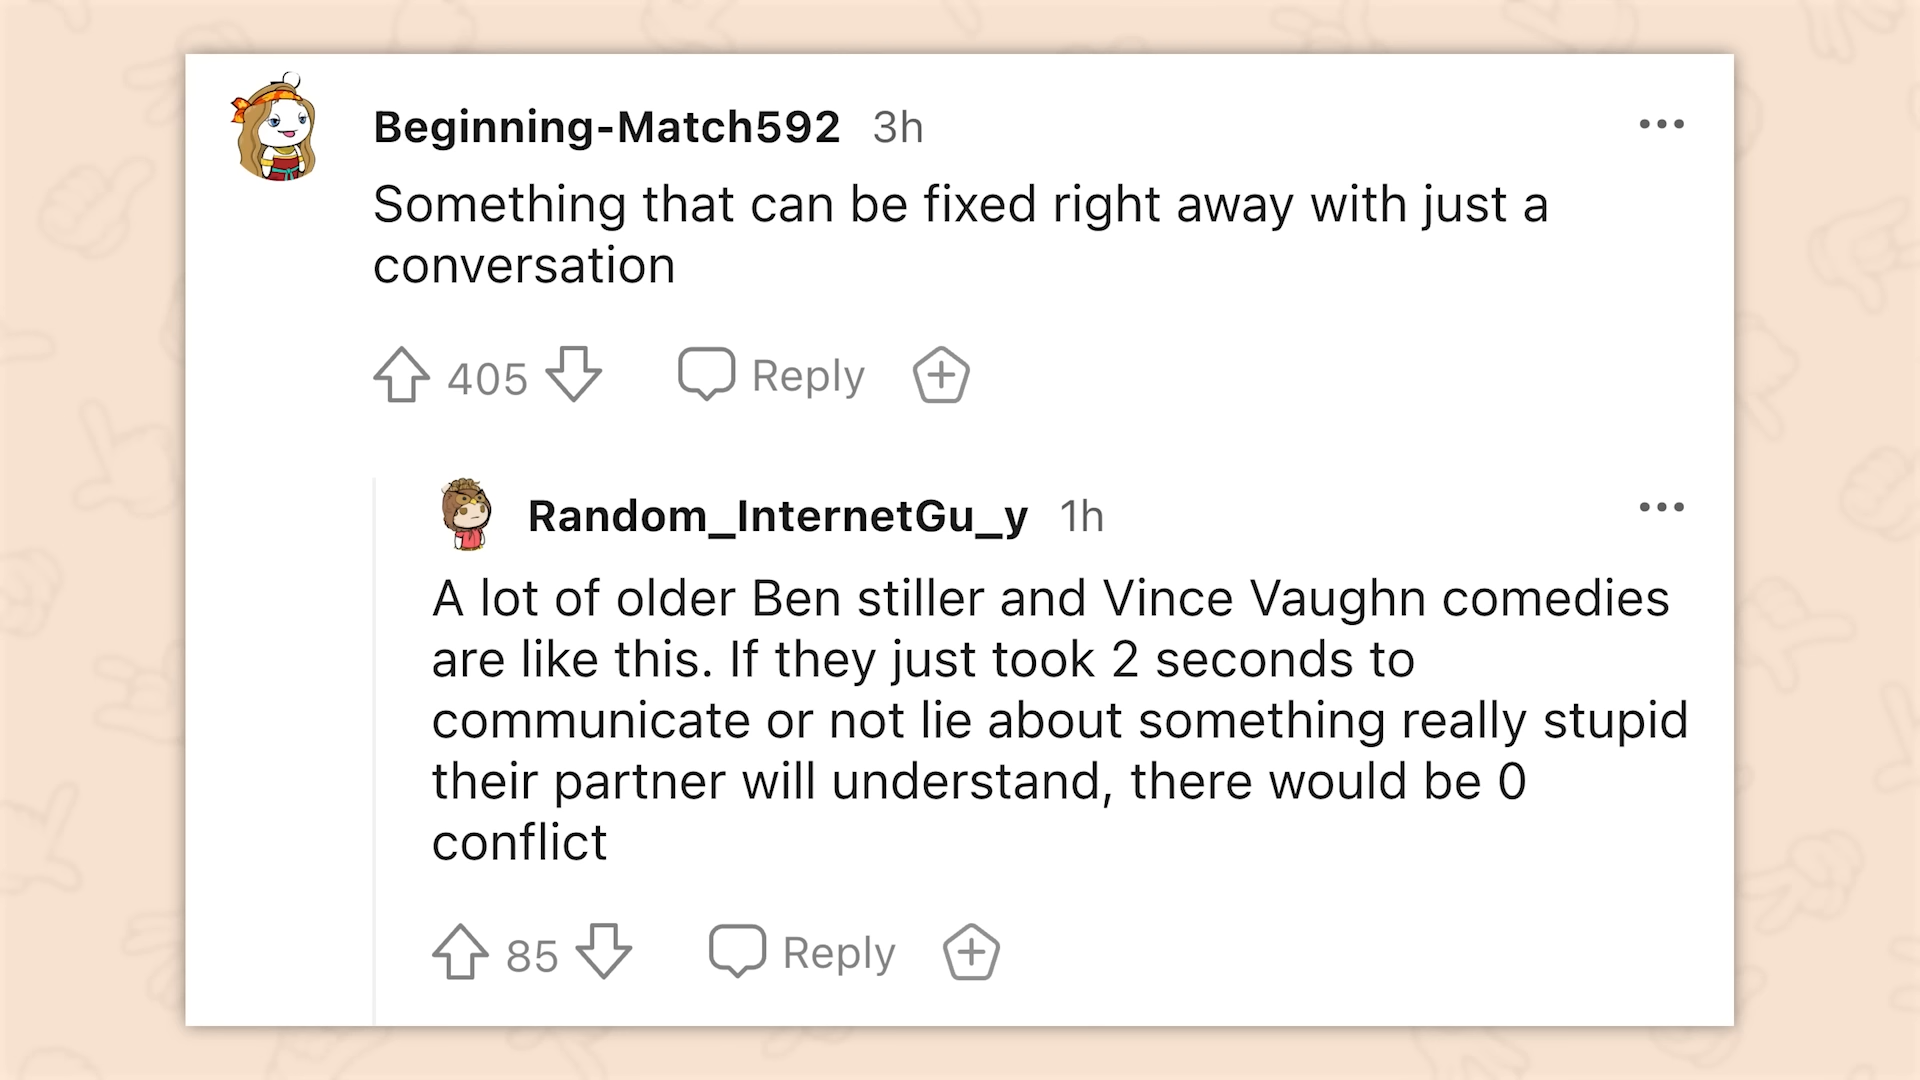 Beginning-Match592 3h
Something that can be fixed right away with just a
conversation
405 Reply
Random_InternetGu_y 1h
A lot of older Ben stiller and Vince Vaughn comedies
are like this. If they just took 2 seconds to
communicate or not lie about something really stupid
their partner will understand, there would be 0
conflict
85 Reply